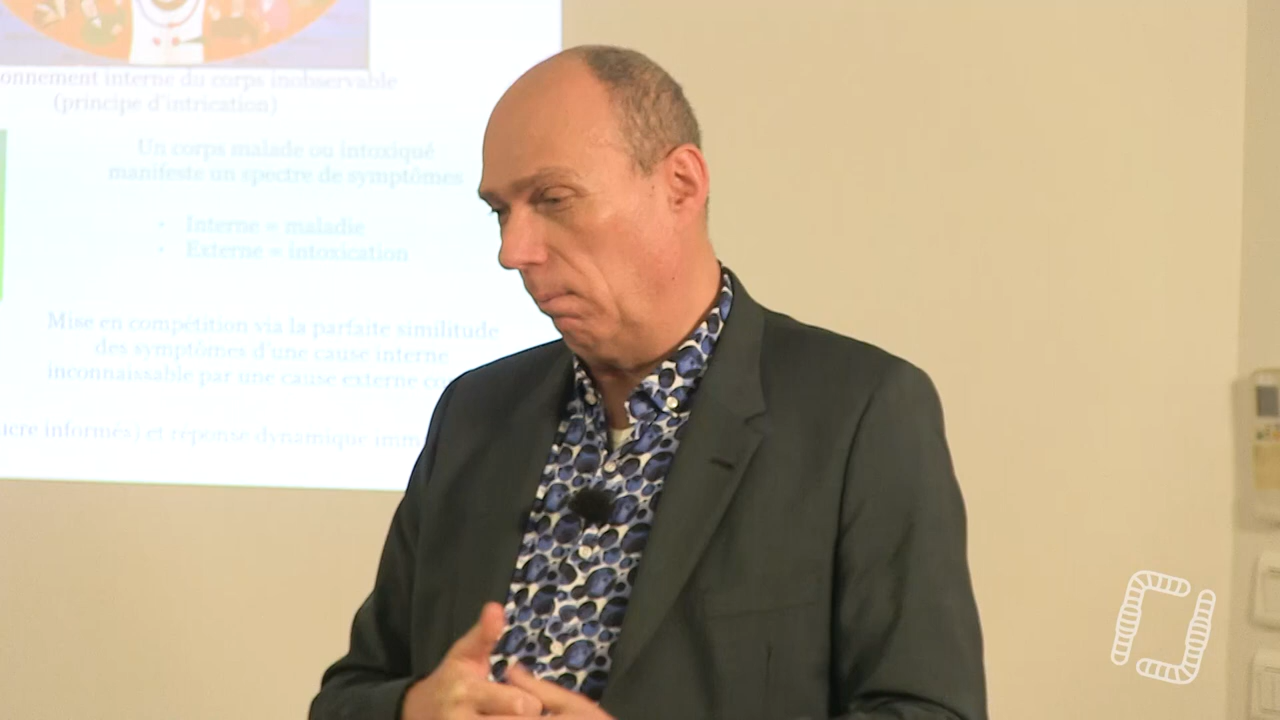 onnement interne du corps inobservable
(principe d'intrication)
Un corps malade ou intoxiqué
manifeste un spectre de symptômes
• Interne = maladie
• Externe = intoxication
Mise en compétition via la parfaite similitude
des symptômes d'une cause interne
inconnaissable par une cause externe
ucre informés) et réponse dynamique